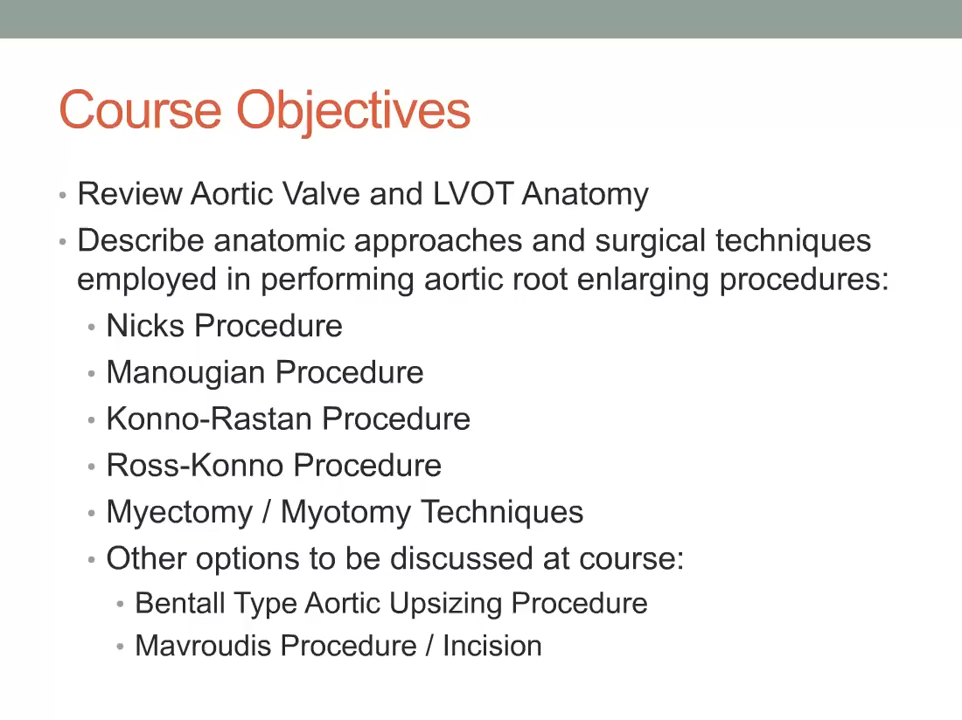 Course Objectives
• Review Aortic Valve and LVOT Anatomy
• Describe anatomic approaches and surgical techniques
employed in performing aortic root enlarging procedures:
• Nicks Procedure
• Manougian Procedure
• Konno-Rastan Procedure
• Ross-Konno Procedure
• Myectomy / Myotomy Techniques
• Other options to be discussed at course:
• Bentall Type Aortic Upsizing Procedure
• Mavroudis Procedure / Incision